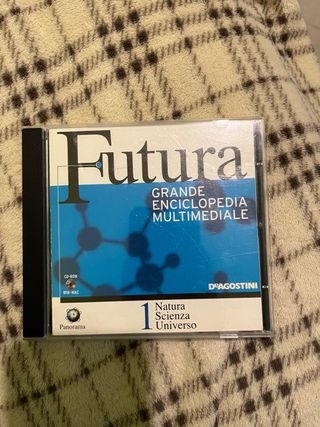 Futura
GRANDE
ENCICLOPEDIA
MULTIMEDIALE
DEAGOSTINI
CD-ROM
WIN-MAC
Panorama
1 Natura
Scienza
Universo